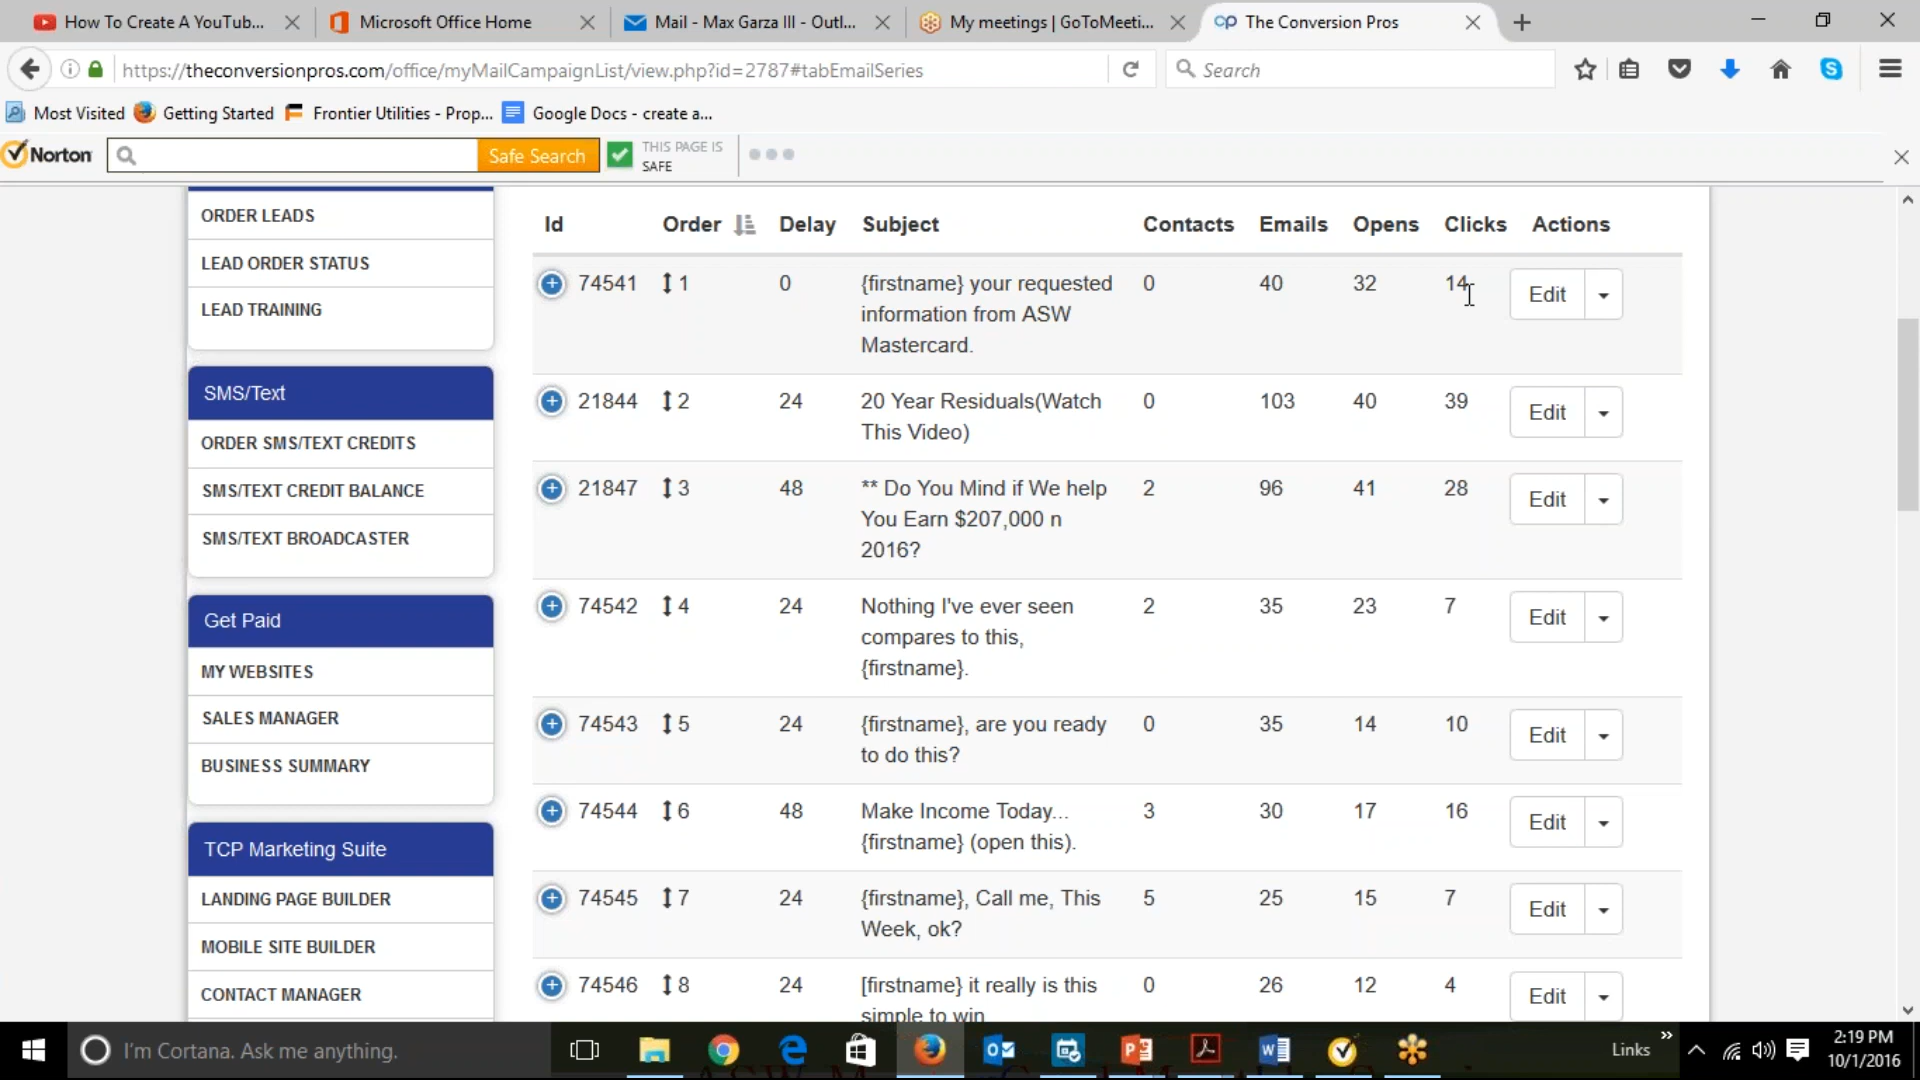 How To Create A YouTub...
Microsoft Office Home
Mail - Max Garza III - Outl...
My meetings | GoToMeeti...
The Conversion Pros
https://theconversionpros.com/office/myMailCampaignList/view.php?id=2787#tabEmailSeries
Search
Most Visited
Getting Started
Frontier Utilities - Prop...
Google Docs - create a...
Norton
Safe Search
THIS PAGE IS
SAFE
ORDER LEADS
LEAD ORDER STATUS
LEAD TRAINING
SMS/Text
ORDER SMS/TEXT CREDITS
SMS/TEXT CREDIT BALANCE
SMS/TEXT BROADCASTER
Get Paid
MY WEBSITES
SALES MANAGER
BUSINESS SUMMARY
TCP Marketing Suite
LANDING PAGE BUILDER
MOBILE SITE BUILDER
CONTACT MANAGER
Id Order Delay Subject Contacts Emails Opens Clicks Actions
74541 1 0 {firstname} your requested 0 40 32 14 Edit
information from ASW
Mastercard.
21844 2 24 20 Year Residuals(Watch 0 103 40 39 Edit
This Video)
21847 3 48 ** Do You Mind if We help 2 96 41 28 Edit
You Earn $207,000 n
2016?
74542 4 24 Nothing I've ever seen 2 35 23 7 Edit
compares to this,
{firstname}.
74543 5 24 {firstname}, are you ready 0 35 14 10 Edit
to do this?
74544 6 48 Make Income Today... 3 30 17 16 Edit
{firstname} (open this).
74545 7 24 {firstname}, Call me, This 5 25 15 7 Edit
Week, ok?
74546 8 24 [firstname} it really is this 0 26 12 4 Edit
simple to win
I'm Cortana. Ask me anything.
Links
2:19 PM
10/1/2016